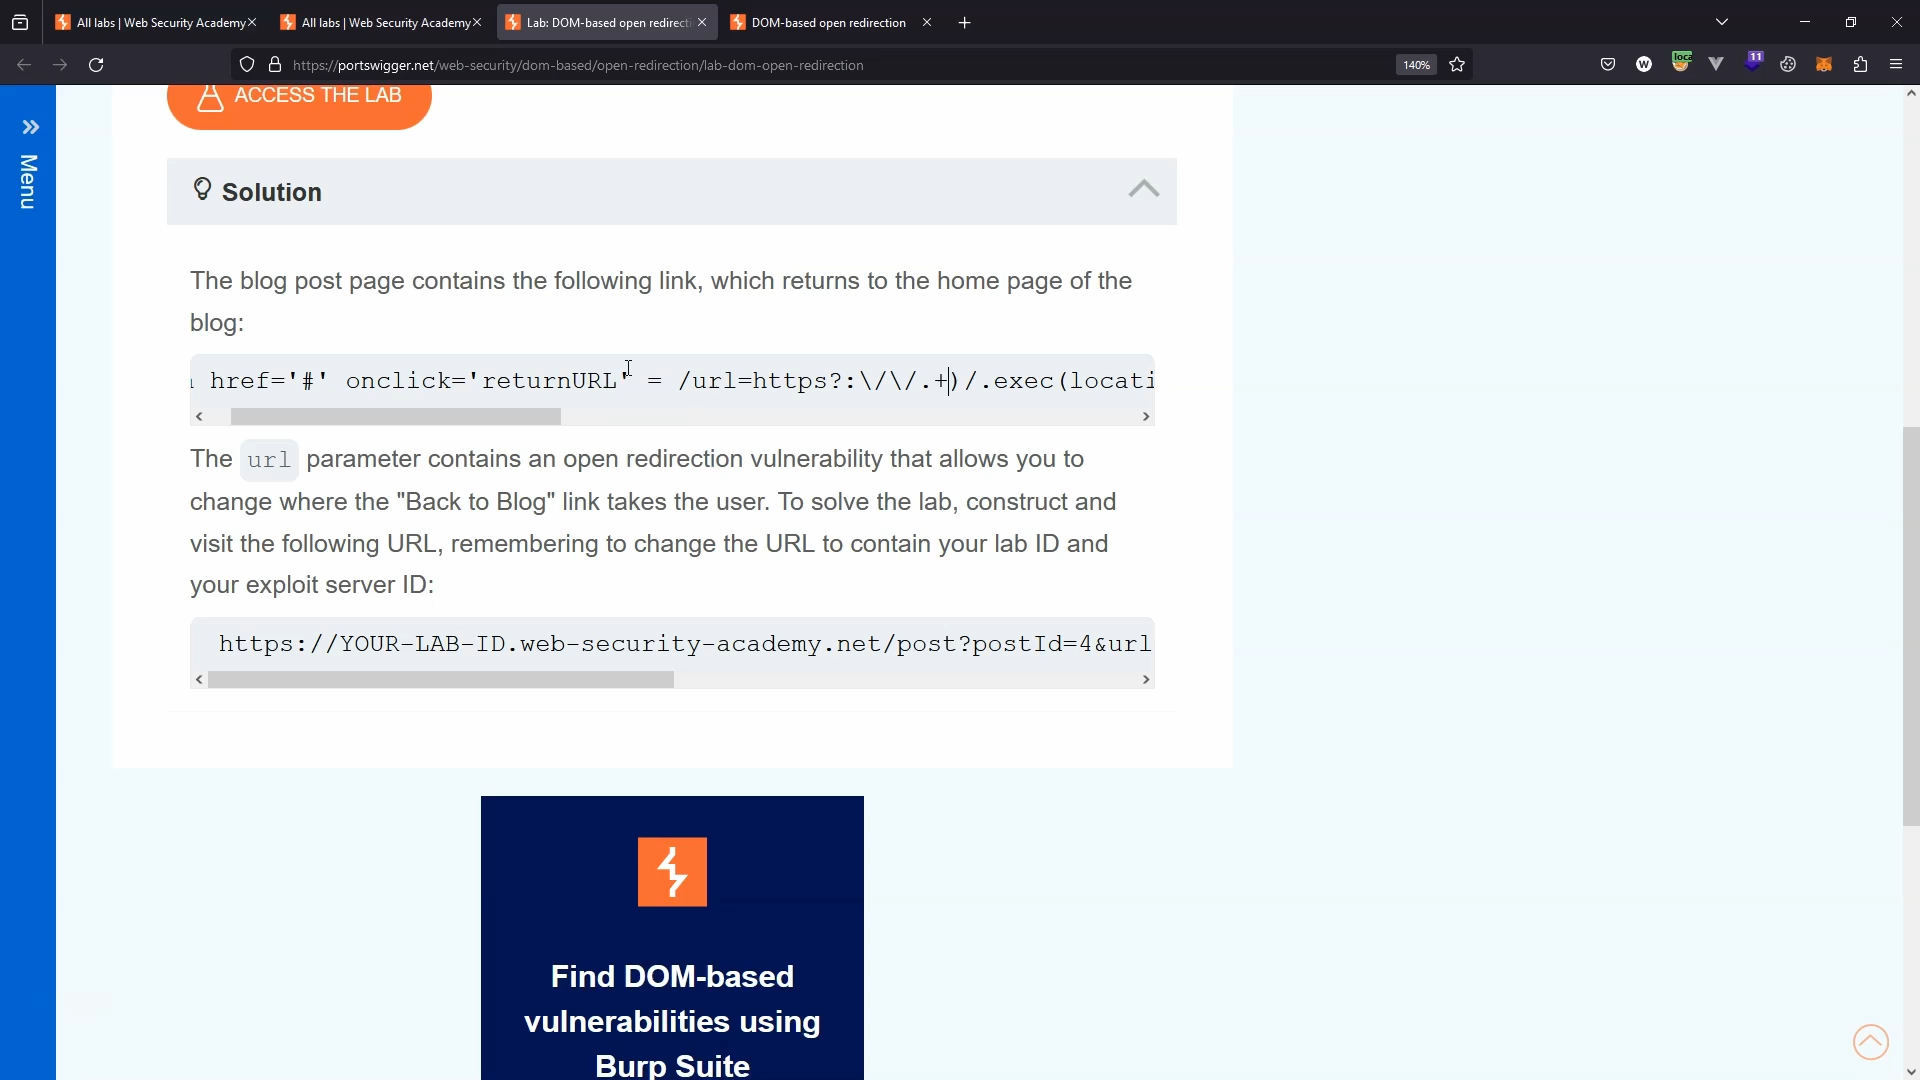 All labs | Web Security Academy
All labs | Web Security Academy
Lab: DOM-based open redirecti
DOM-based open redirection
https://portswigger.net/web-security/dom-based/open-redirection/lab-dom-open-redirection
140%
loca
W
11
Menu
ACCESS THE LAB
Solution
The blog post page contains the following link, which returns to the home page of the
blog:
href='#' onclick='returnURL' = /url=https?:\/\/.+)/.exec(locati
The url parameter contains an open redirection vulnerability that allows you to
change where the "Back to Blog" link takes the user. To solve the lab, construct and
visit the following URL, remembering to change the URL to contain your lab ID and
your exploit server ID:
https://YOUR-LAB-ID.web-security-academy.net/post?postId=4&url
Find DOM-based
vulnerabilities using
Burp Suite